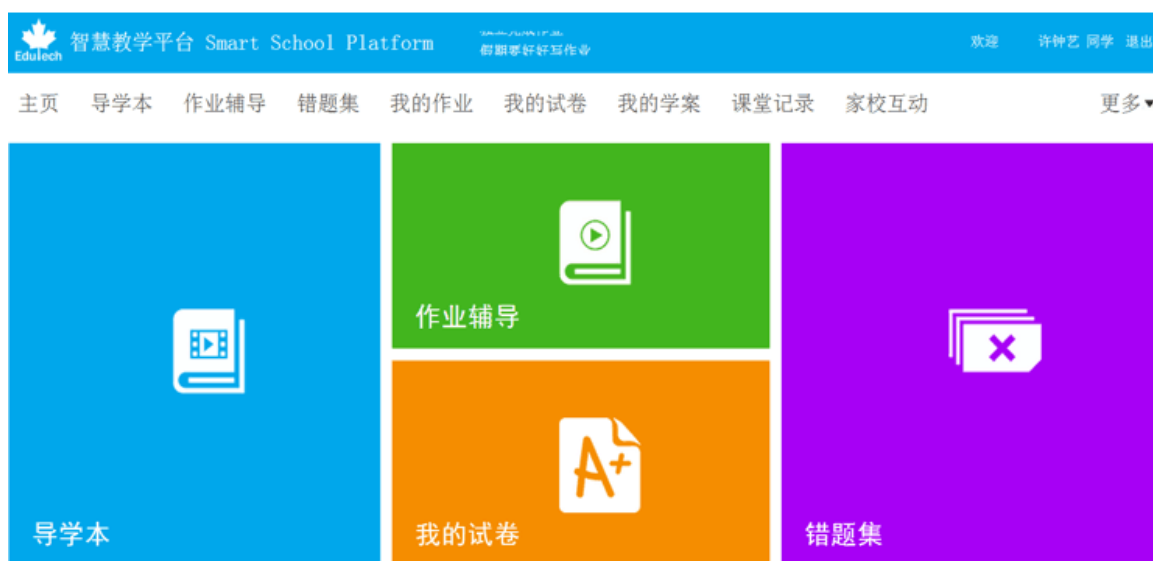 EduTech
智慧教学平台 Smart School Platform
假期要好好写作业
欢迎 许钟艺 同学 退出
主页 导学本 作业辅导 错题集 我的作业 我的试卷 我的学案 课堂记录 家校互动 更多
作业辅导
A+
导学本
我的试卷
错题集